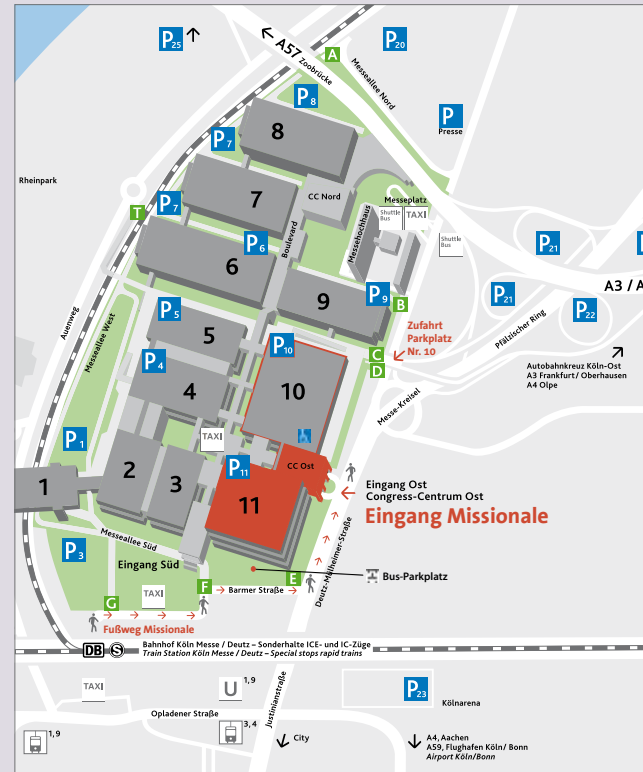 P25
P20
A57
Zoobrücke
A
Messeallee Nord
P8
P
Presse
8
P7
Rheinpark
7
CC Nord
T
P7
Messeplatz
Shuttle
Bus
TAXI
Messehochhaus
Shuttle
Bus
P21
P6
Boulevard
6
9
P9
B
P21
P22
A3 / A
Pfälzischer Ring
Auenweg
Messeallee West
P5
5
P10
Zufahrt
Parkplatz
Nr. 10
C
D
Autobahnkreuz Köln-Ost
A3 Frankfurt/ Oberhausen
A4 Olpe
P4
4
10
Messe-Kreisel
P1
TAXI
CC Ost
P11
1
2
3
11
Eingang Ost
Congress-Centrum Ost
Eingang Missionale
Deutz-Mülheimer-Straße
Messeallee Süd
P3
Eingang Süd
Bus-Parkplatz
TAXI
F
E
Barmer Straße
G
Fußweg Missionale
DB
S
Bahnhof Köln Messe / Deutz – Sonderhalte ICE- und IC-Züge
Train Station Köln Messe / Deutz – Special stops rapid trains
TAXI
U
1,9
P23
Kölnarena
Justinianstraße
Opladener Straße
1,9
3,4
City
A4, Aachen
A59, Flughafen Köln/ Bonn
Airport Köln/Bonn